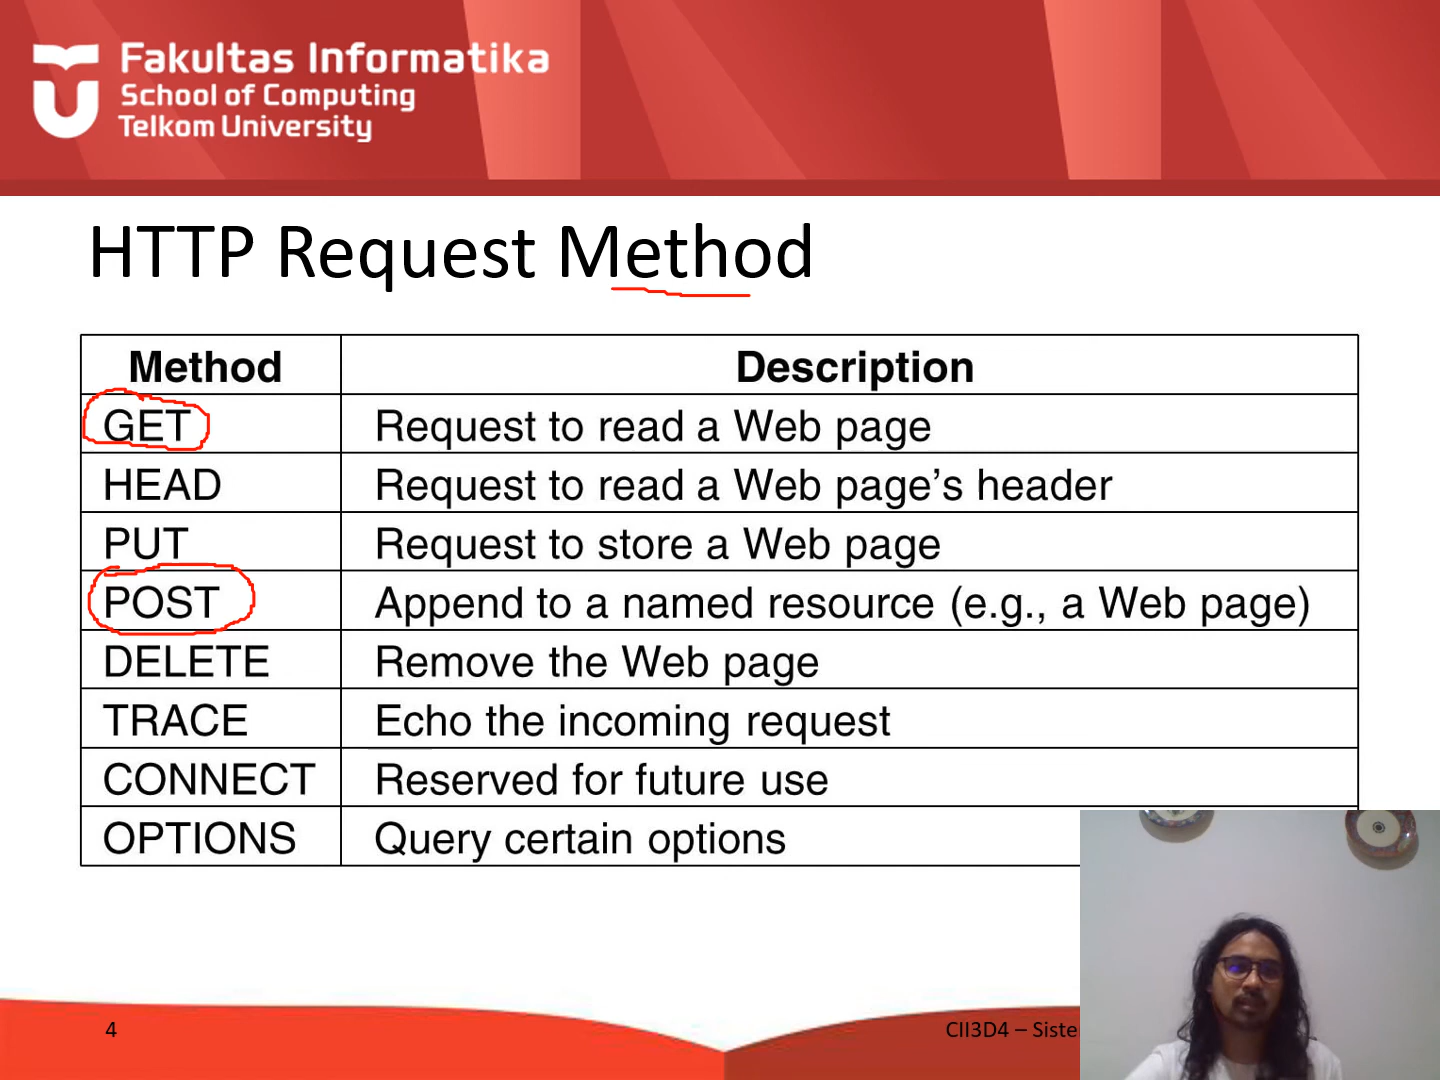 Fakultas Informatika
School of Computing
Telkom University
HTTP Request Method
Method Description
GET Request to read a Web page
HEAD Request to read a Web page’s header
PUT Request to store a Web page
POST Append to a named resource (e.g., a Web page)
DELETE Remove the Web page
TRACE Echo the incoming request
CONNECT Reserved for future use
OPTIONS Query certain options
4 CII3D4 – Siste